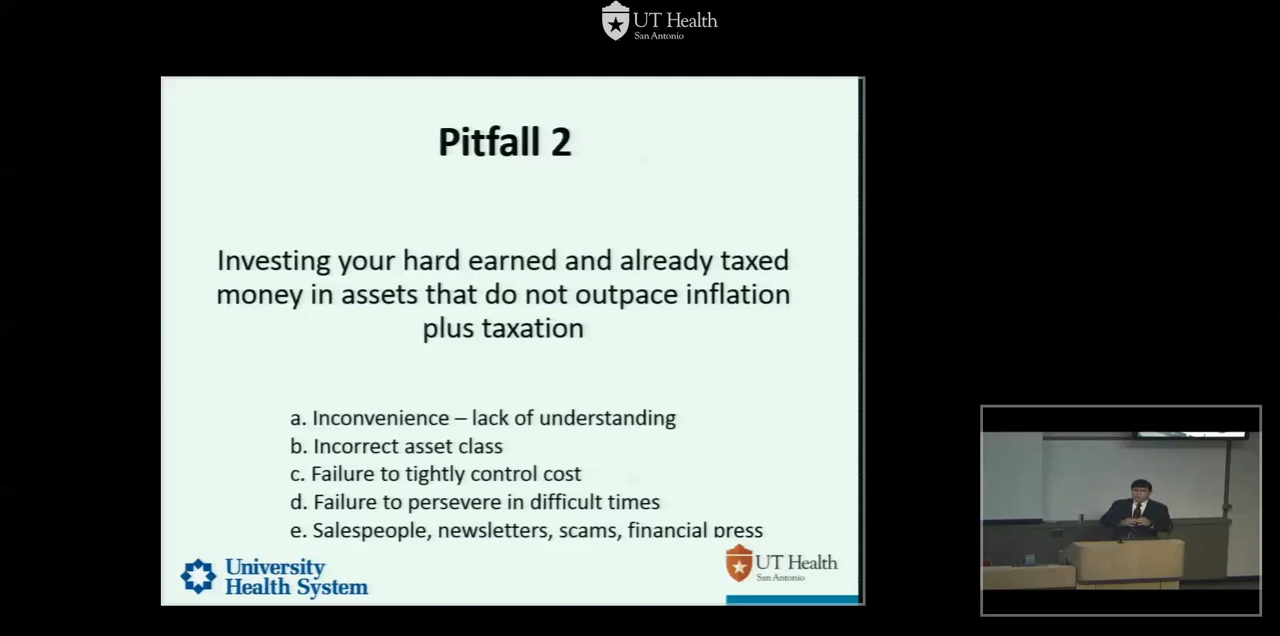 UT Health
San Antonio
Pitfall 2
Investing your hard earned and already taxed
money in assets that do not outpace inflation
plus taxation
a. Inconvenience – lack of understanding
b. Incorrect asset class
c. Failure to tightly control cost
d. Failure to persevere in difficult times
e. Salespeople, newsletters, scams, financial press
University
Health System
UT Health
San Antonio